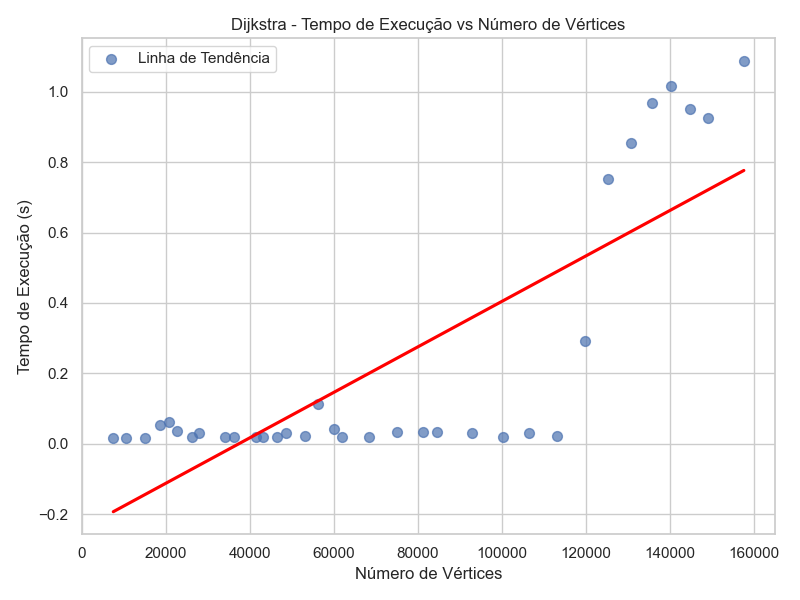 Dijkstra - Tempo de Execução vs Número de Vértices
Linha de Tendência
Tempo de Execução (s)
1.0
0.8
0.6
0.4
0.2
0.0
−0.2
0 20000 40000 60000 80000 100000 120000 140000 160000
Número de Vértices